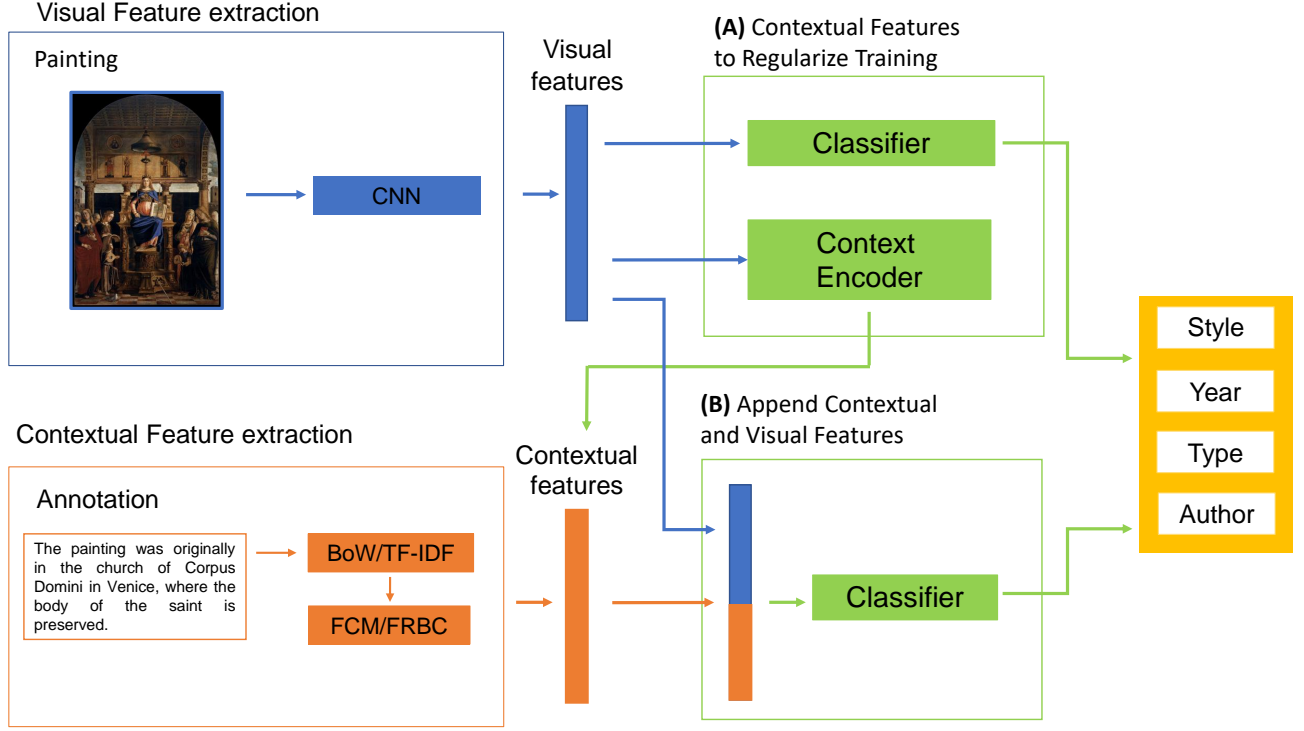 Visual Feature extraction
Painting
CNN
Visual
features
(A) Contextual Features
to Regularize Training
Classifier
Context
Encoder
Contextual Feature extraction
Annotation
The painting was originally
in the church of Corpus
Domini in Venice, where the
body of the saint is
preserved.
BoW/TF-IDF
FCM/FRBC
Contextual
features
(B) Append Contextual
and Visual Features
Classifier
Style
Year
Type
Author